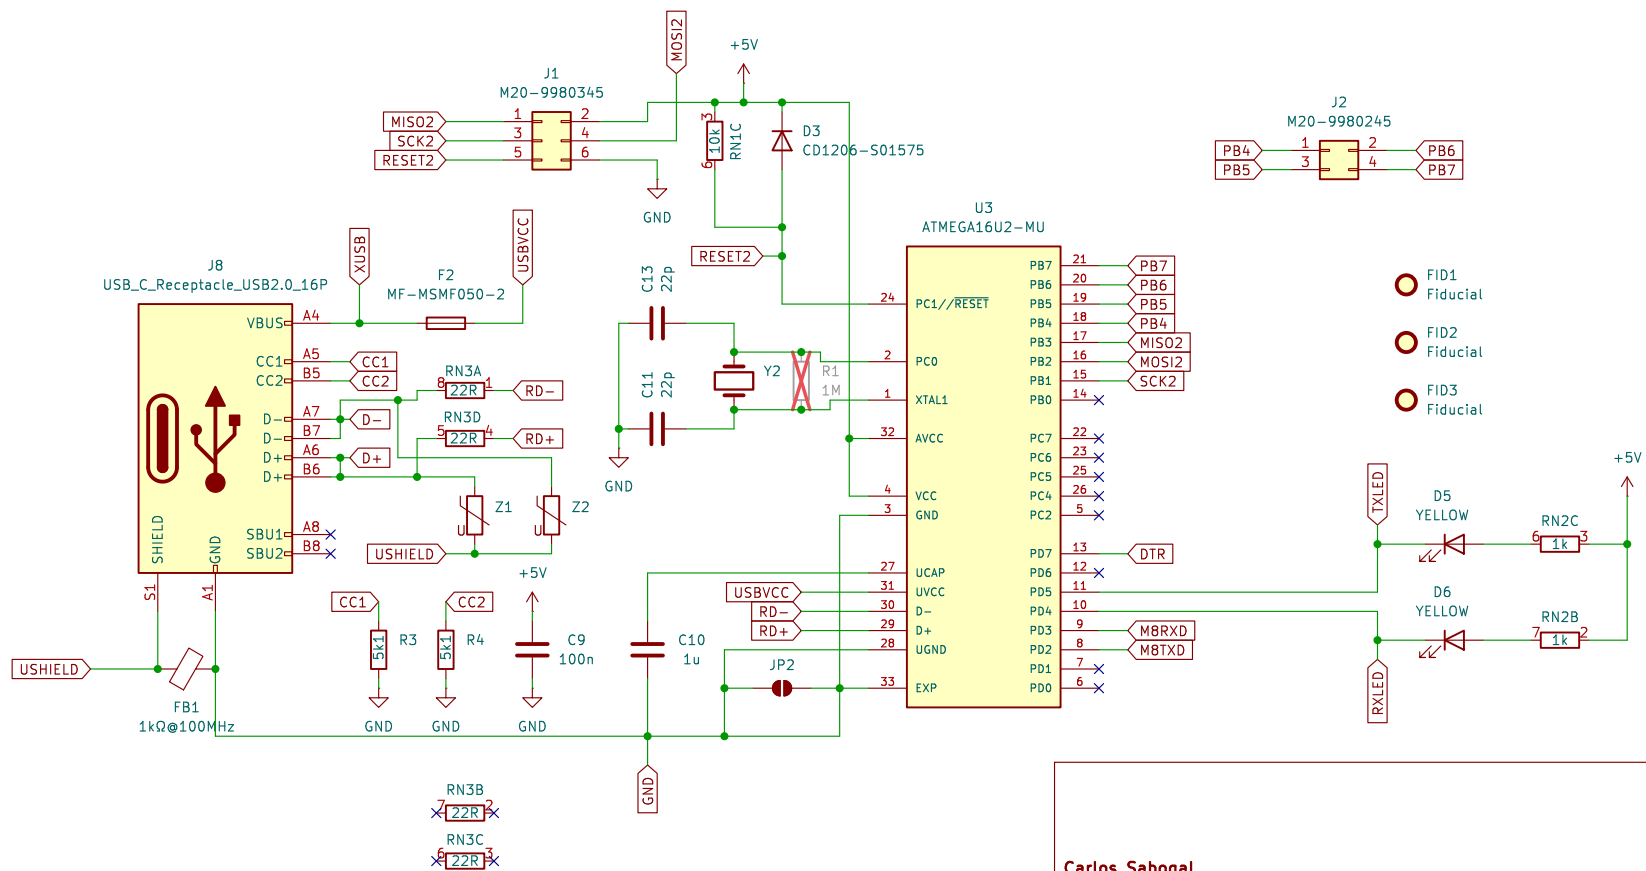 MOSI2
+5V
J1
M20-9980345
MISO2 1 2
SCK2 3 4
RESET2 5 6
GND
3 10k 6 RN1C
D3
CD1206-S01575
RESET2
J2
M20-9980245
PB4 1 2 PB6
PB5 3 4 PB7
U3
ATMEGA16U2-MU
24 PC1//RESET
2 PC0
1 XTAL1
32 AVCC
4 VCC
3 GND
27 UCAP
31 UVCC
30 D-
29 D+
28 UGND
33 EXP
PB7 21 PB7
PB6 20 PB6
PB5 19 PB5
PB4 18 PB4
PB3 17 MISO2
PB2 16 MOSI2
PB1 15 SCK2
PB0 14
PC7 22
PC6 23
PC5 25
PC4 26
PC2 5
PD7 13 DTR
PD6 12
PD5 11
PD4 10
PD3 9 M8RXD
PD2 8 M8TXD
PD1 7
PD0 6
FID1
Fiducial
FID2
Fiducial
FID3
Fiducial
XUSB
USBVCC
J8
USB_C_Receptacle_USB2.0_16P
F2
MF-MSMF050-2
VBUS A4
CC1 A5 CC1
CC2 B5 CC2
D- A7 D-
D- B7
D+ A6 D+
D+ B6
SBU1 A8
SBU2 B8
SHIELD
GND
S1
A1
RN3A
8 22R 1 RD-
RN3D
5 22R 4 RD+
C13
22p
C11
22p
GND
Y2
R1
1M
U Z1
U Z2
USHIELD
+5V
CC1
CC2
5k1 R3
5k1 R4
C9
100n
GND
GND
GND
C10
1u
USBVCC
RD-
RD+
JP2
USHIELD
FB1
1kΩ@100MHz
GND
TXLED
+5V
D5
YELLOW
RN2C
6 1k 3
D6
YELLOW
RN2B
7 1k 2
RXLED
RN3B
7 22R 2
RN3C
6 22R 3
Carlos Sabogal